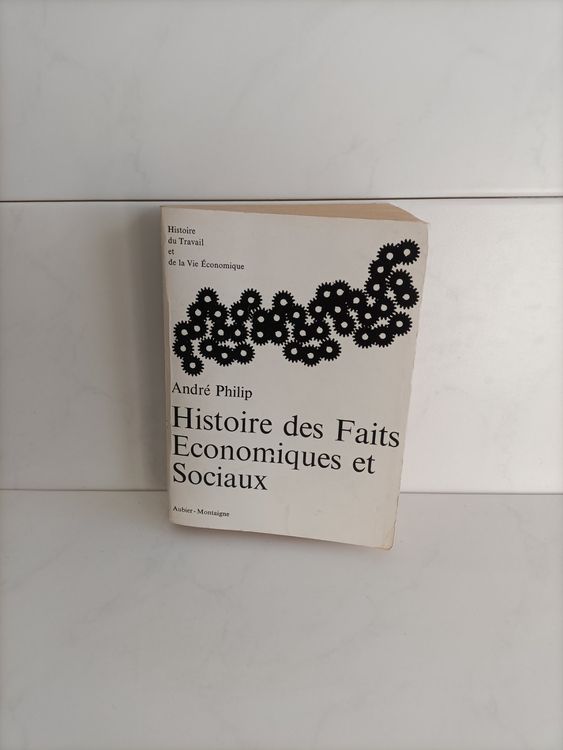 Histoire
du Travail
et
de la Vie Économique
André Philip
Histoire des Faits
Economiques et
Sociaux
Aubier-Montaigne